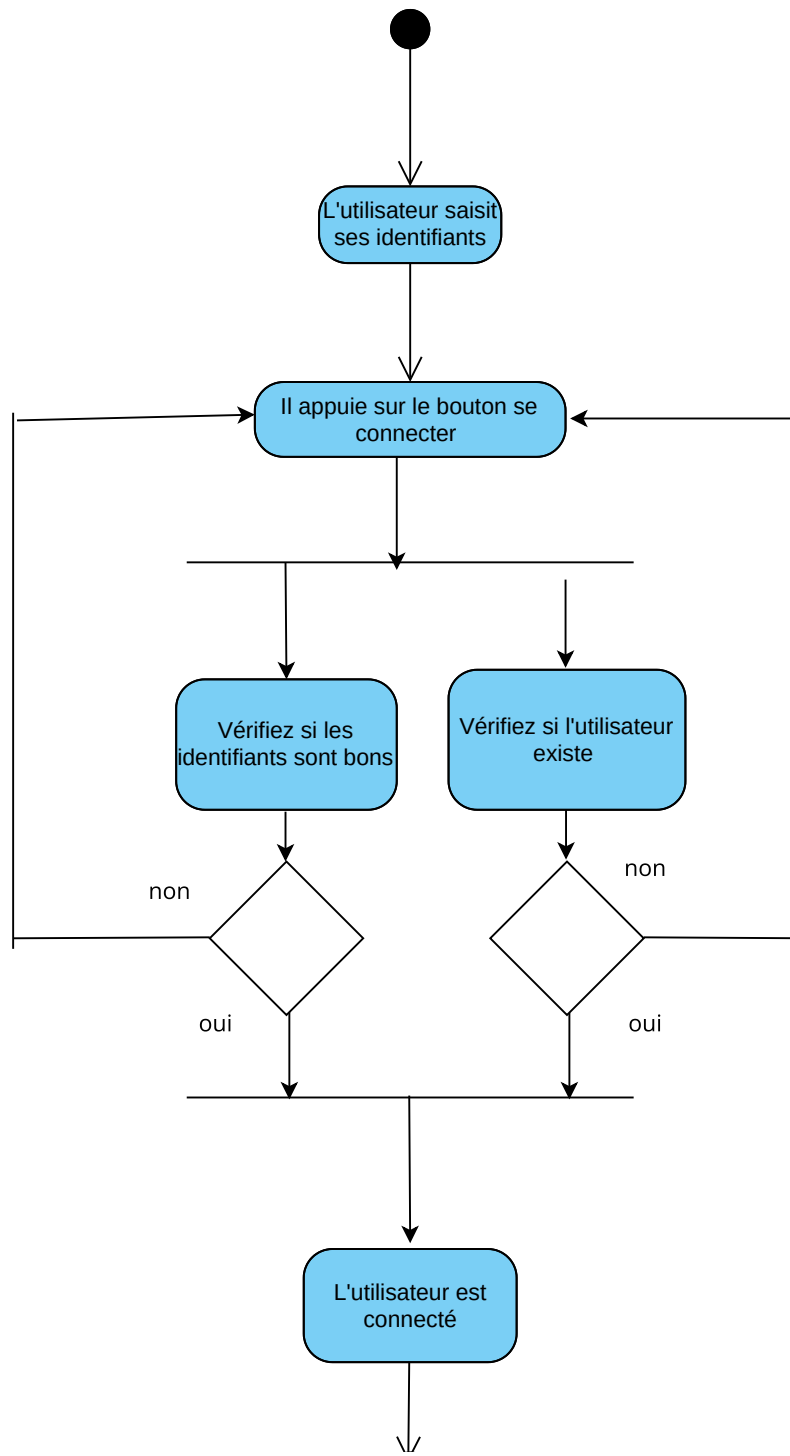 L'utilisateur saisit
ses identifiants
Il appuie sur le bouton se
connecter
Vérifiez si les
identifiants sont bons
Vérifiez si l'utilisateur
existe
non
non
oui
oui
L'utilisateur est
connecté